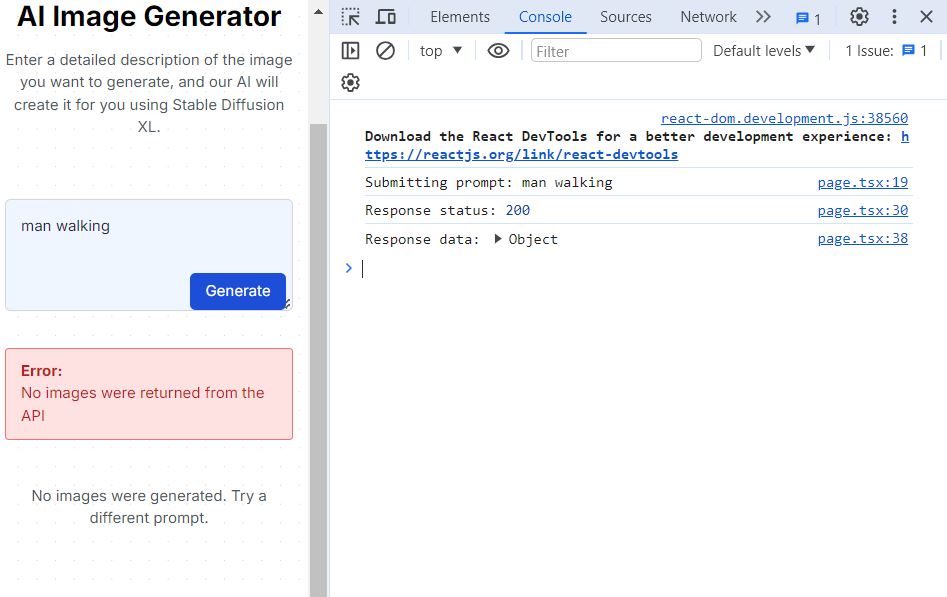 AI Image Generator
Enter a detailed description of the image
you want to generate, and our AI will
create it for you using Stable Diffusion
XL.
man walking
Generate
Error:
No images were returned from the
API
No images were generated. Try a
different prompt.
Elements Console Sources Network 1
top Filter Default levels 1 Issue: 1
react-dom.development.js:38560
Download the React DevTools for a better development experience: h
ttps://reactjs.org/link/react-devtools
Submitting prompt: man walking page.tsx:19
Response status: 200 page.tsx:30
Response data: Object page.tsx:38